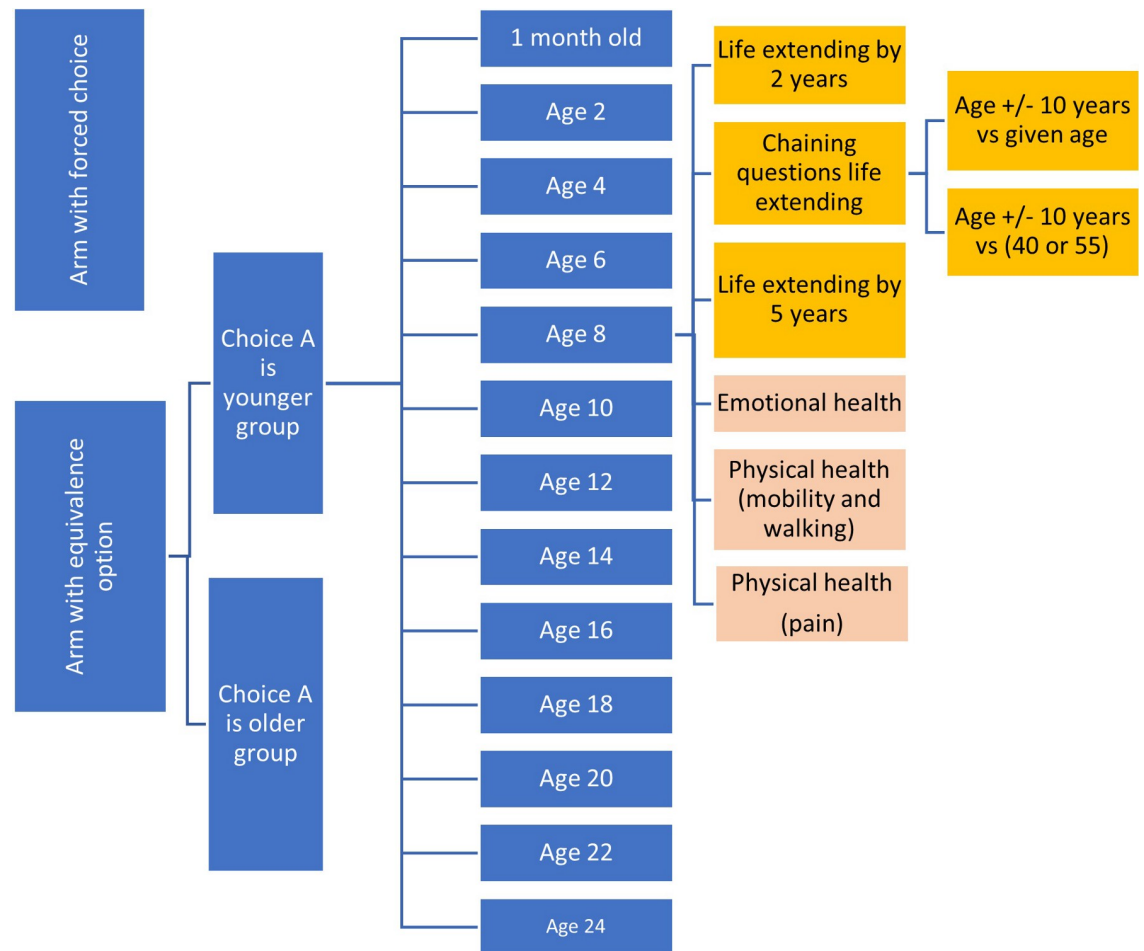 Arm with forced choice
Arm with equivalence
option
Choice A
is
younger
group
Choice A
is older
group
1 month old
Age 2
Age 4
Age 6
Age 8
Age 10
Age 12
Age 14
Age 16
Age 18
Age 20
Age 22
Age 24
Life extending by
2 years
Chaining
questions life
extending
Life extending by
5 years
Emotional health
Physical health
(mobility and
walking)
Physical health
(pain)
Age +/- 10 years
vs given age
Age +/- 10 years
vs (40 or 55)